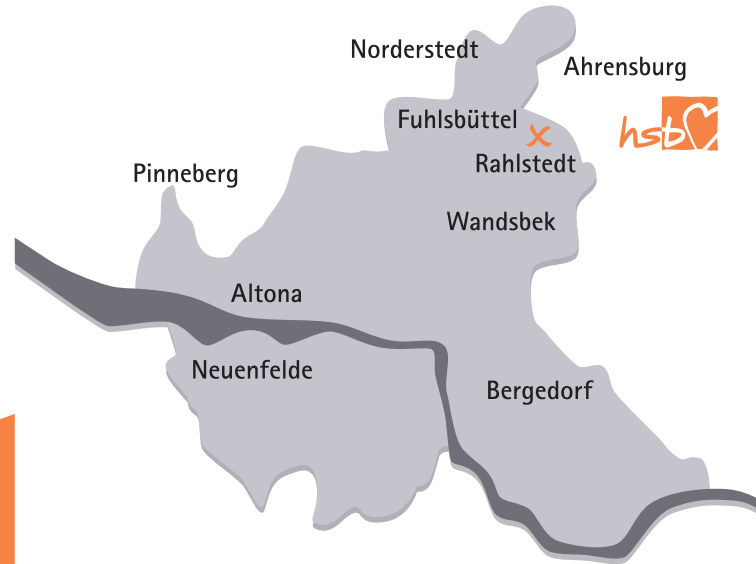 Norderstedt
Ahrensburg
Fuhlsbüttel
hsb
Rahlstedt
Pinneberg
Wandsbek
Altona
Neuenfelde
Bergedorf